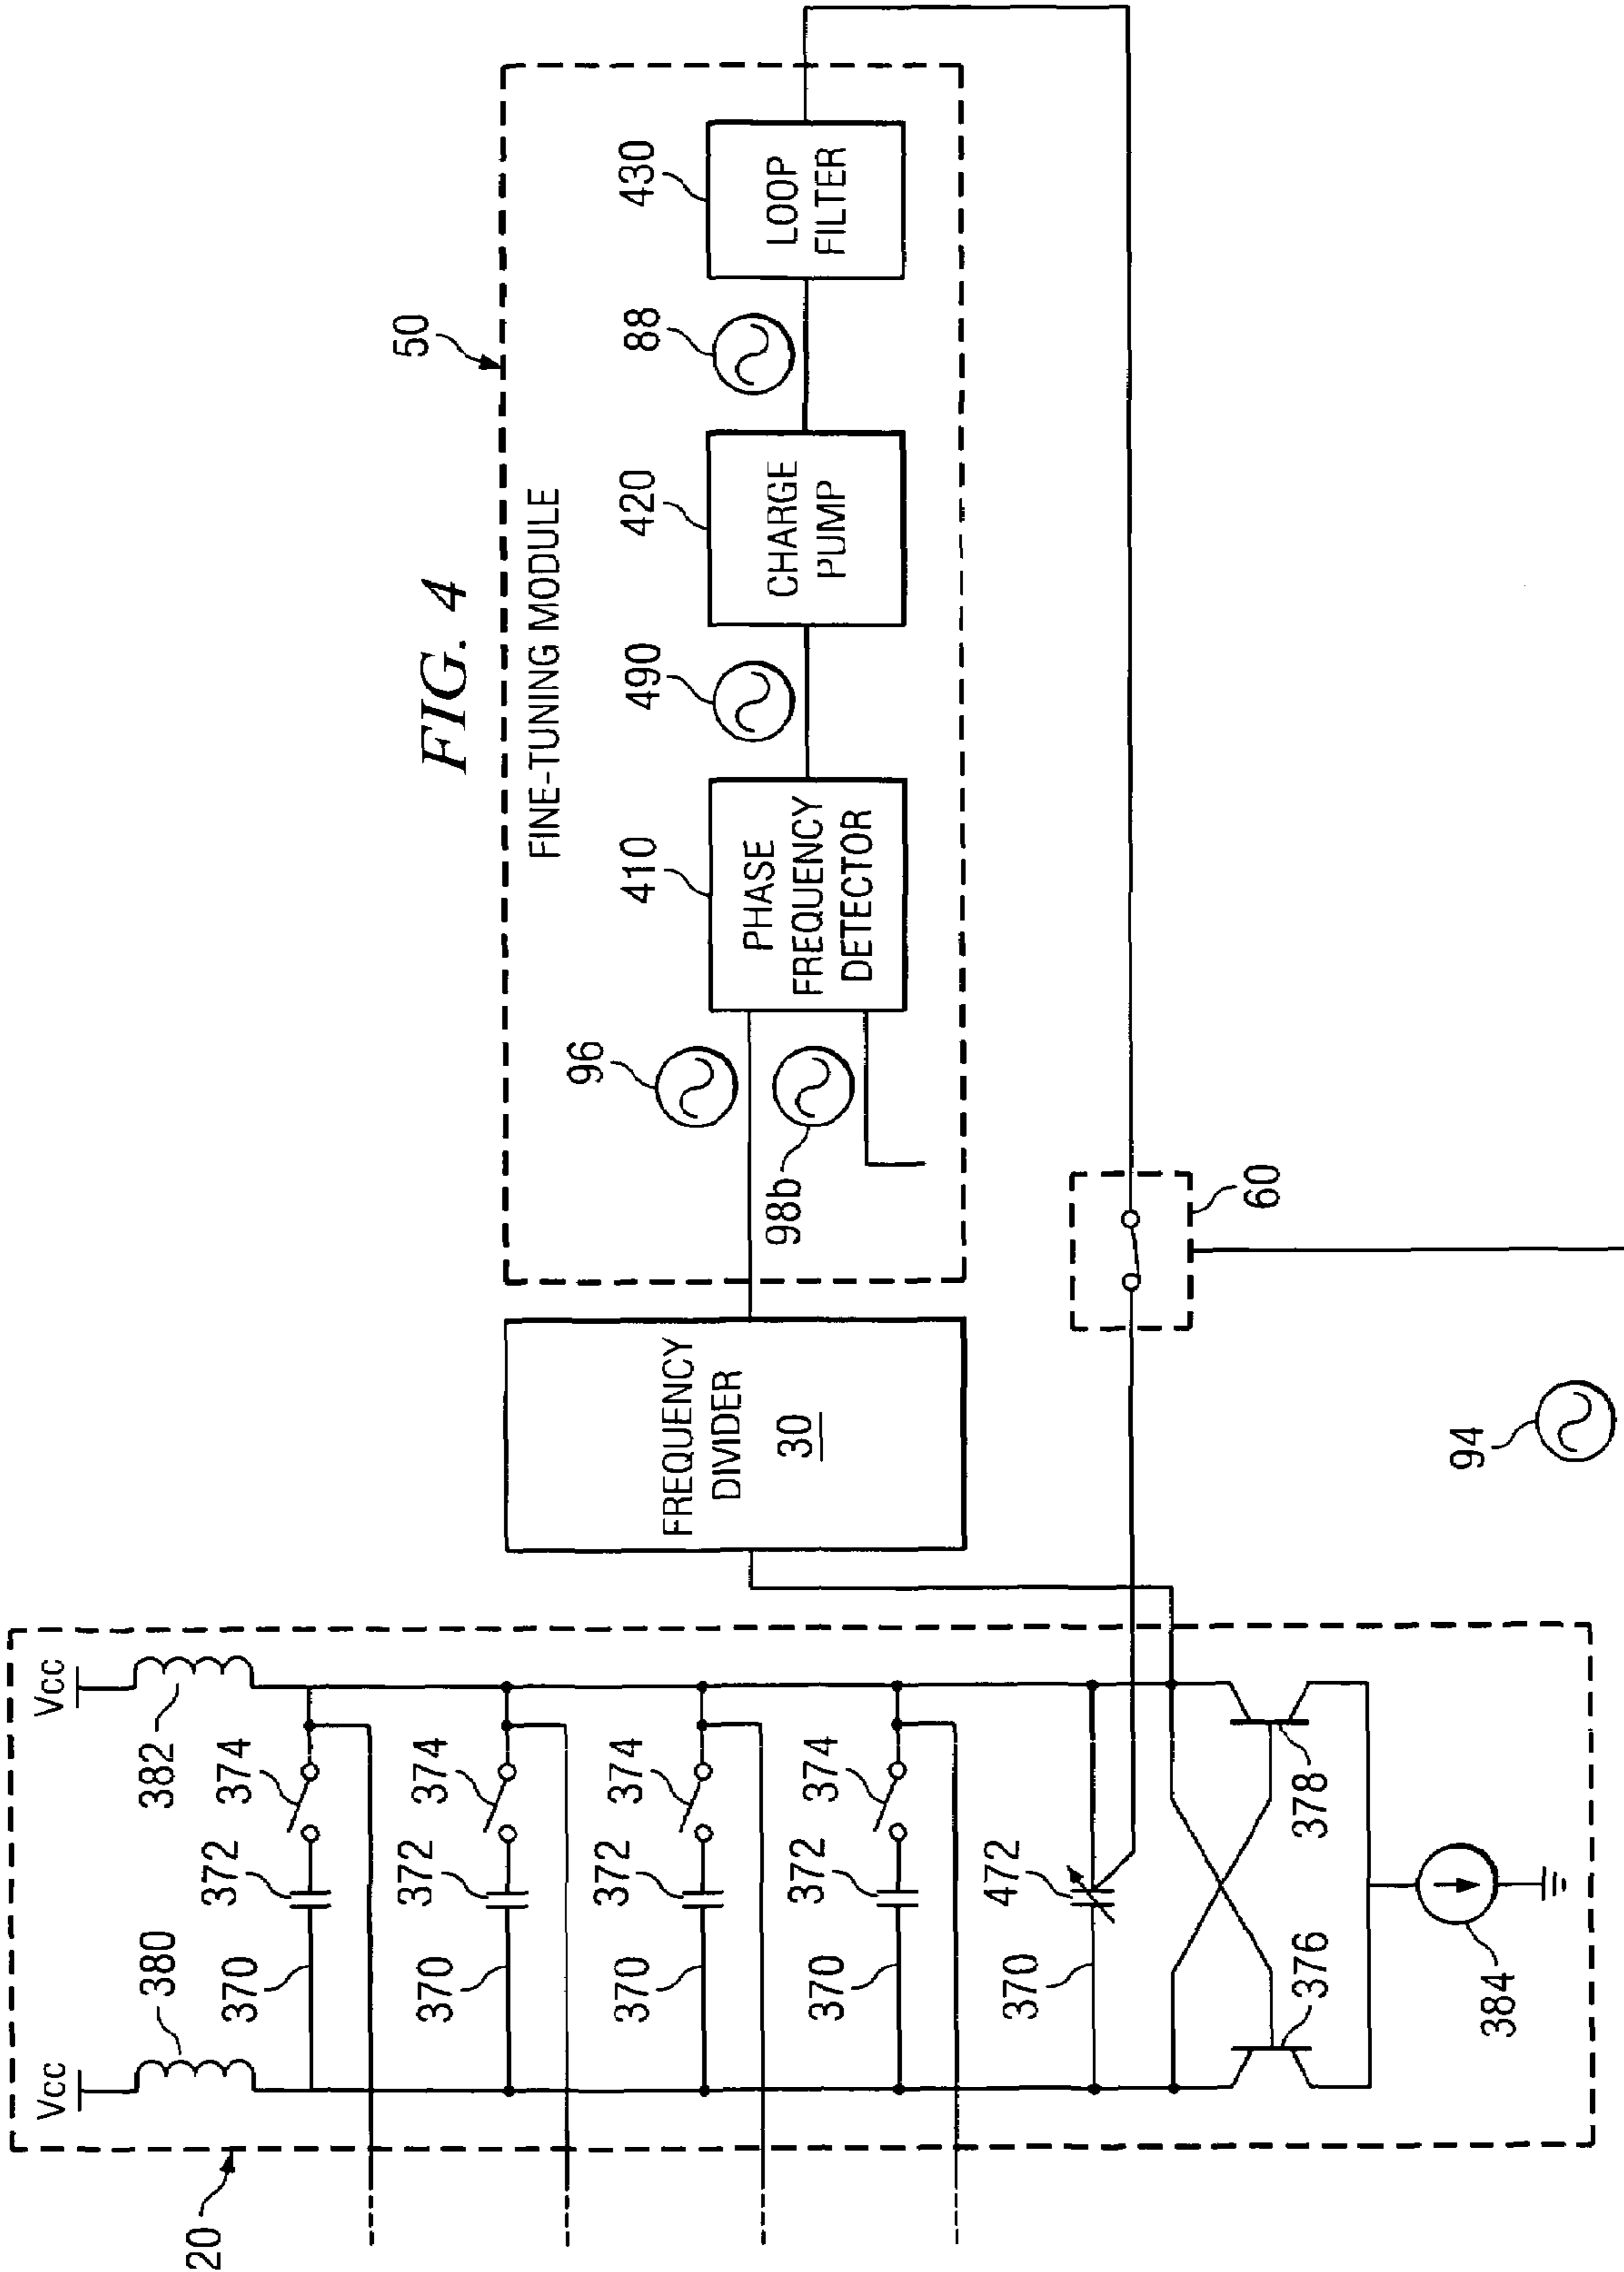 FIG. 4
50
FINE-TUNING MODULE
20
Vcc
Vcc
380
382
370
372
374
370
372
374
370
372
374
370
372
374
370
472
376
378
384
FREQUENCY
DIVIDER
30
96
98b
410
PHASE
FREQUENCY
DETECTOR
490
420
CHARGE
PUMP
88
430
LOOP
FILTER
60
94